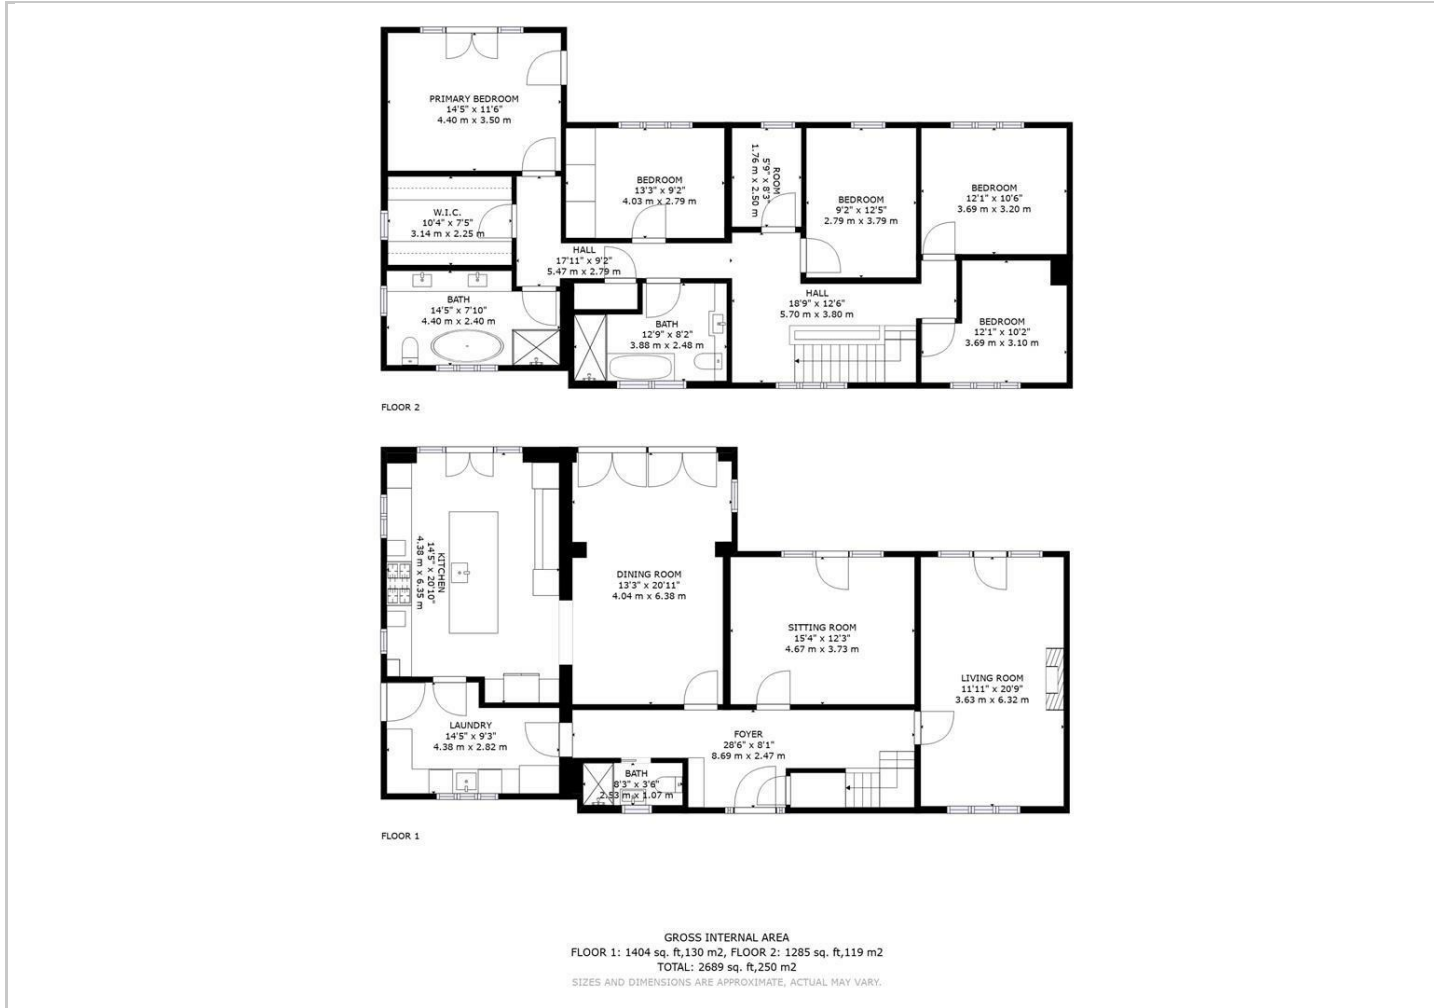 PRIMARY BEDROOM
14'5" x 11'6"
4.40 m x 3.50 m
BEDROOM
13'3" x 9'2"
4.03 m x 2.79 m
ROOM
5'9" x 8'3"
1.76 m x 2.50 m
BEDROOM
9'2" x 12'5"
2.79 m x 3.79 m
BEDROOM
12'1" x 10'6"
3.69 m x 3.20 m
W.I.C.
10'4" x 7'5"
3.14 m x 2.25 m
HALL
17'11" x 9'2"
5.47 m x 2.79 m
BATH
14'5" x 7'10"
4.40 m x 2.40 m
BATH
12'9" x 8'2"
3.88 m x 2.48 m
HALL
18'9" x 12'6"
5.70 m x 3.80 m
BEDROOM
12'1" x 10'2"
3.69 m x 3.10 m
FLOOR 2
KITCHEN
14'5" x 20'10"
4.38 m x 6.35 m
DINING ROOM
13'3" x 20'11"
4.04 m x 6.38 m
SITTING ROOM
15'4" x 12'3"
4.67 m x 3.73 m
LIVING ROOM
11'11" x 20'9"
3.63 m x 6.32 m
LAUNDRY
14'5" x 9'3"
4.38 m x 2.82 m
FOYER
28'6" x 8'1"
8.69 m x 2.47 m
BATH
8'3" x 3'6"
2.53 m x 1.07 m
FLOOR 1
GROSS INTERNAL AREA
FLOOR 1: 1404 sq. ft,130 m2, FLOOR 2: 1285 sq. ft,119 m2
TOTAL: 2689 sq. ft,250 m2
SIZES AND DIMENSIONS ARE APPROXIMATE, ACTUAL MAY VARY.